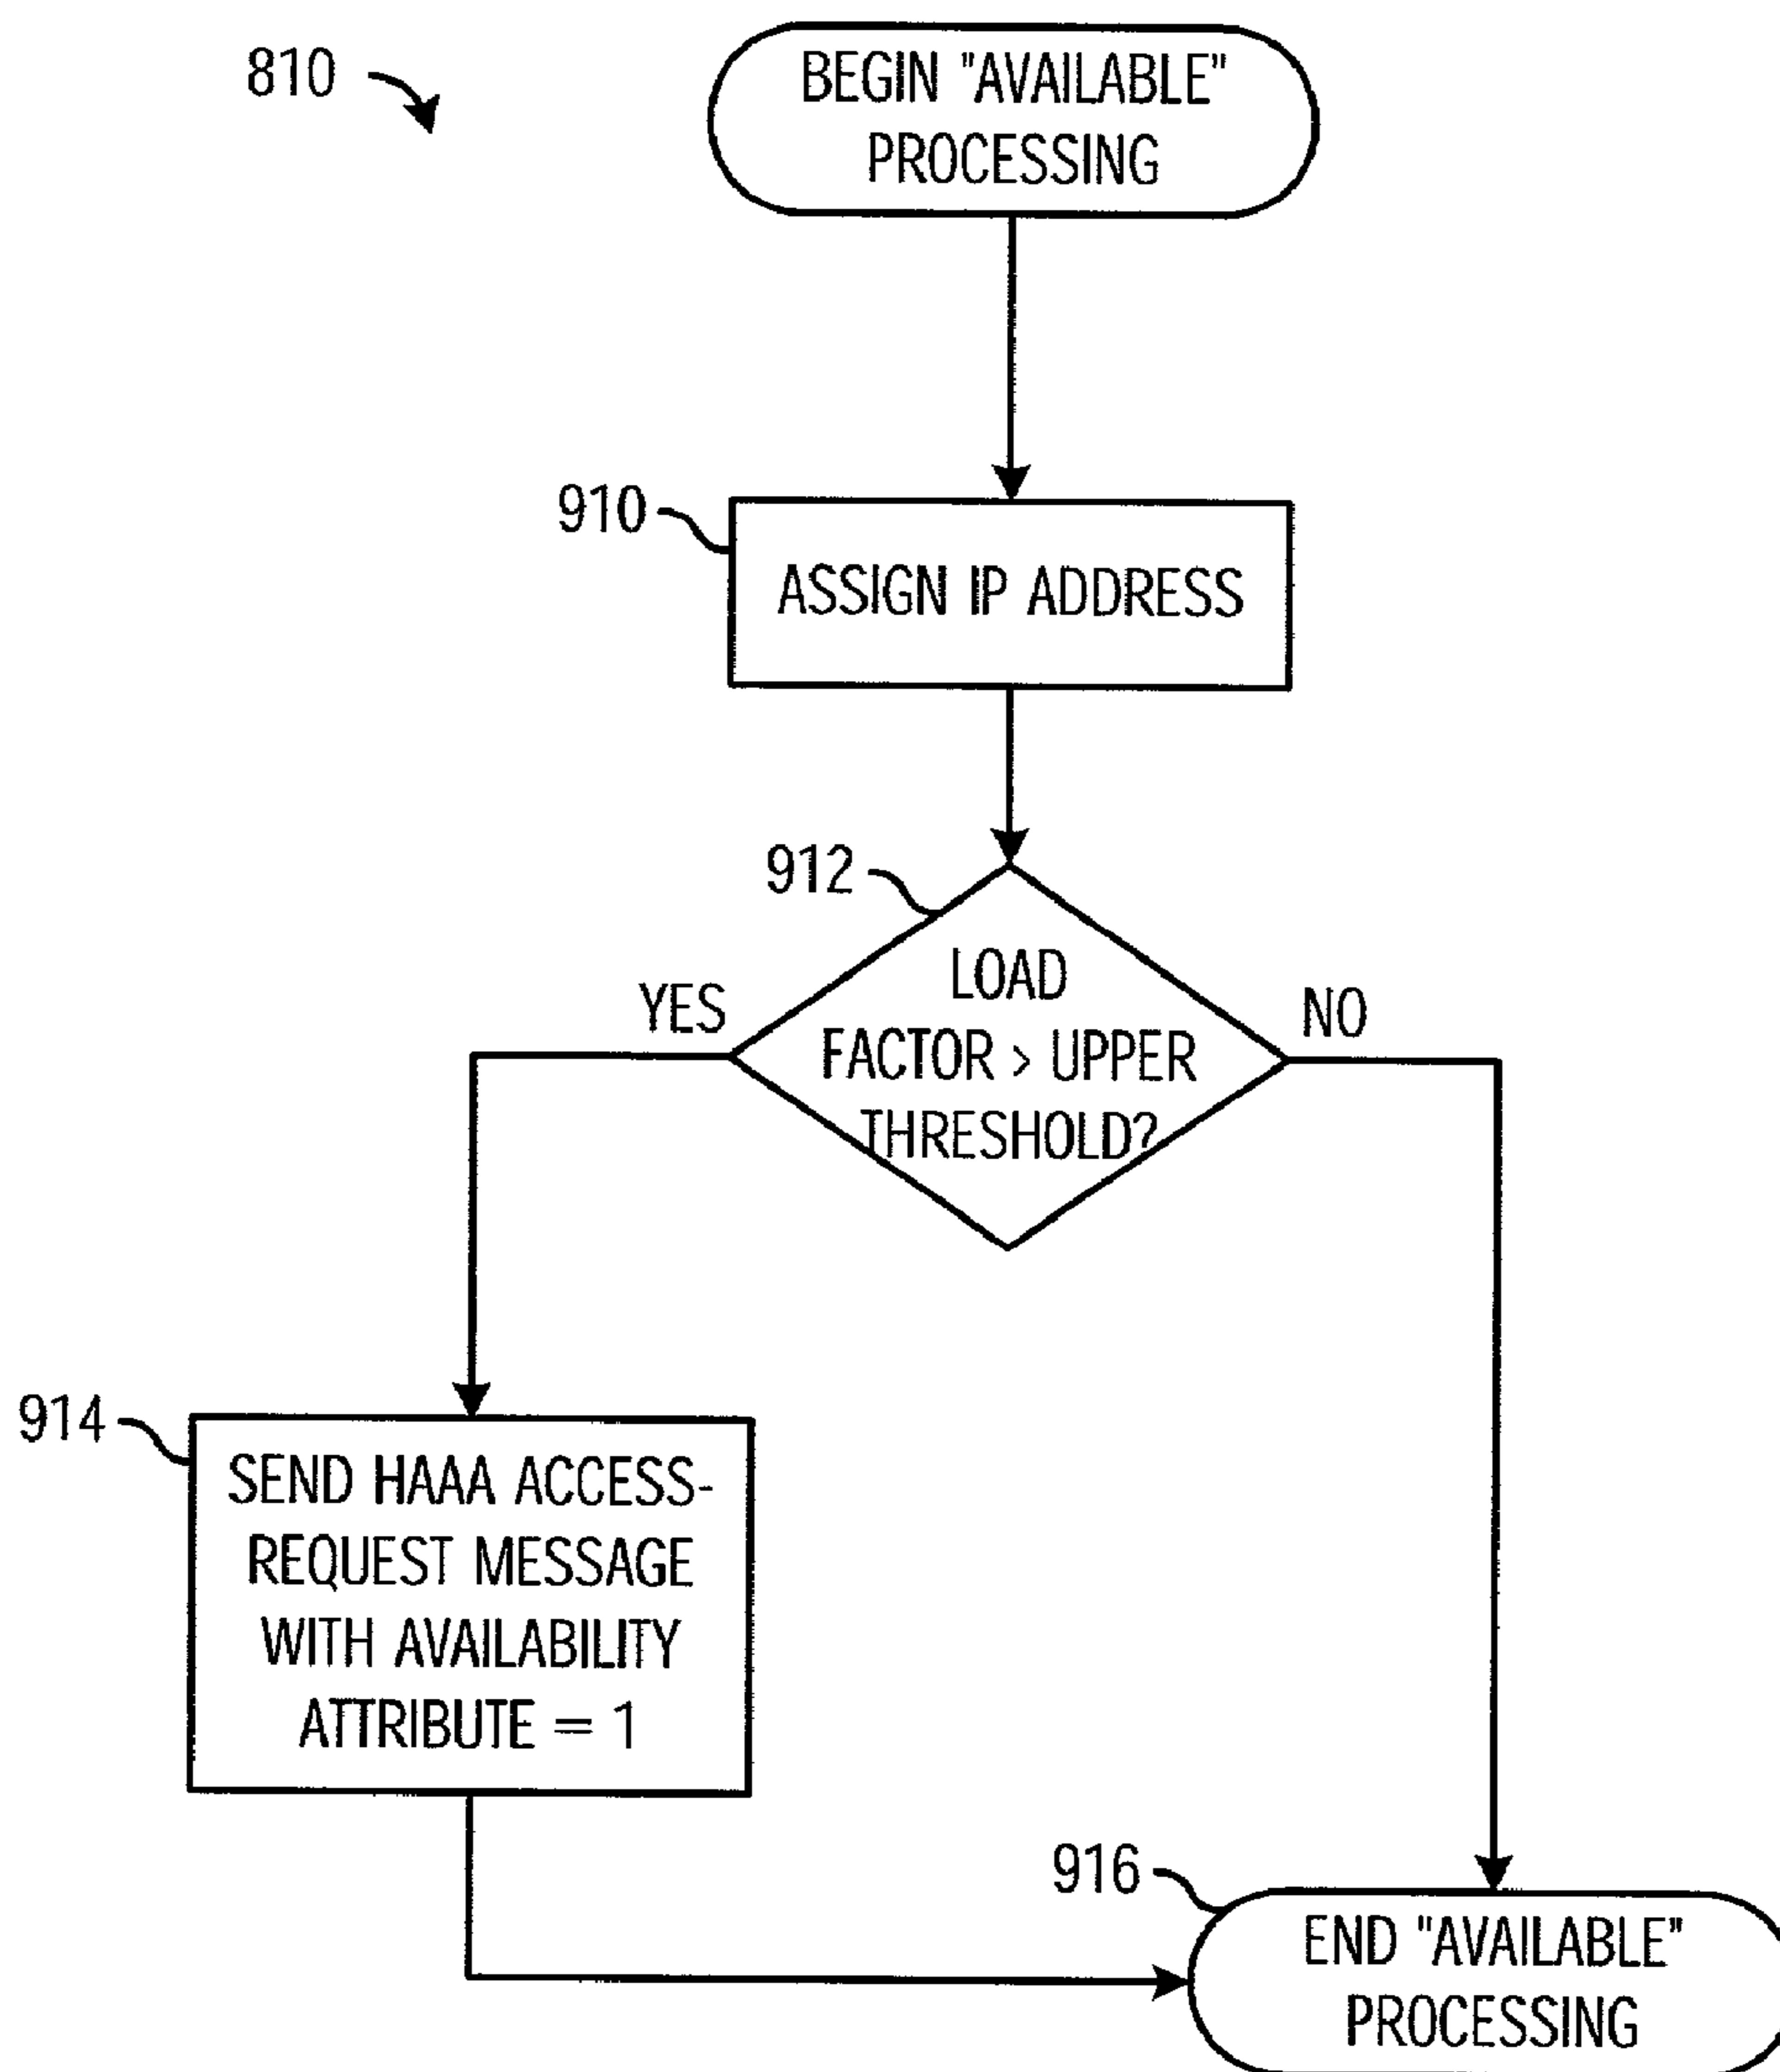 810
BEGIN "AVAILABLE"
PROCESSING
910
ASSIGN IP ADDRESS
912
LOAD
FACTOR > UPPER
THRESHOLD?
YES
NO
914
SEND HAAA ACCESS-
REQUEST MESSAGE
WITH AVAILABILITY
ATTRIBUTE = 1
916
END "AVAILABLE"
PROCESSING